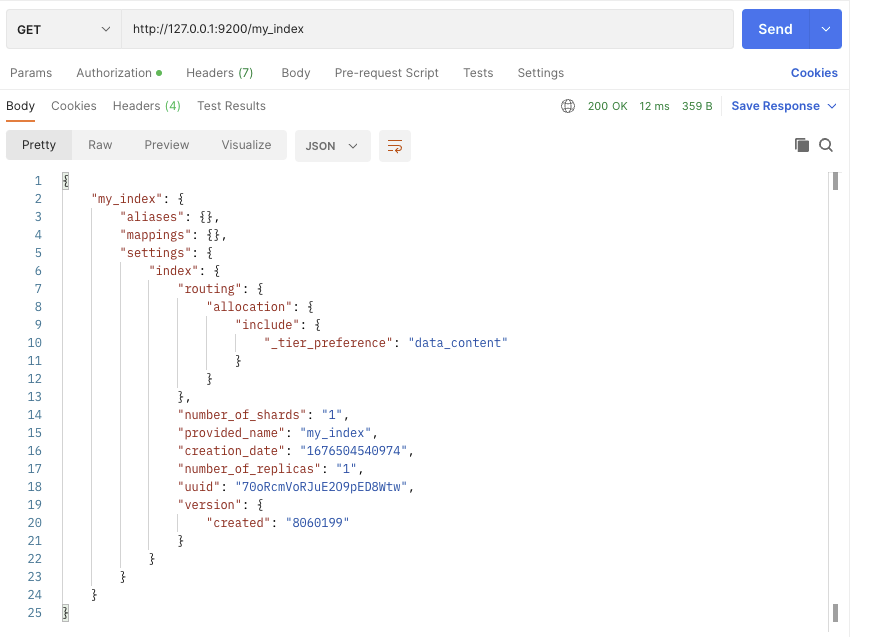 GET http://127.0.0.1:9200/my_index Send
Params Authorization Headers (7) Body Pre-request Script Tests Settings Cookies
Body Cookies Headers (4) Test Results 200 OK 12 ms 359 B Save Response
Pretty Raw Preview Visualize JSON
1 {
2 "my_index": {
3 "aliases": {},
4 "mappings": {},
5 "settings": {
6 "index": {
7 "routing": {
8 "allocation": {
9 "include": {
10 "_tier_preference": "data_content"
11 }
12 }
13 },
14 "number_of_shards": "1",
15 "provided_name": "my_index",
16 "creation_date": "1676504540974",
17 "number_of_replicas": "1",
18 "uuid": "70oRcmVoRJuE2O9pED8Wtw",
19 "version": {
20 "created": "8060199"
21 }
22 }
23 }
24 }
25 }